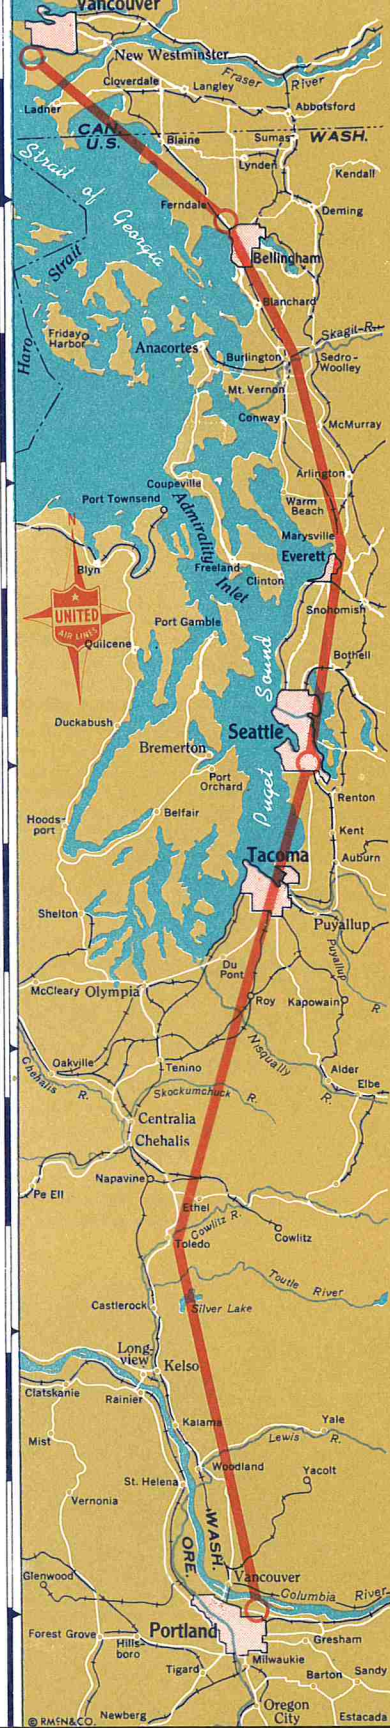 Vancouver
New Westminster
Cloverdale
Langley
Fraser River
Ladner
Abbotsford
CAN.
U.S.
Blaine
Sumas
WASH.
Strait of Georgia
Lynden
Kendall
Ferndale
Deming
Bellingham
Haro Strait
Blanchard
Friday
Harbor
Anacortes
Skagit-R.
Burlington
Sedro-
Woolley
Mt. Vernon
Conway
McMurray
Arlington
Coupeville
Port Townsend
Admirality Inlet
Warm
Beach
Marysville
N
Everett
Blyn
Freeland
Clinton
UNITED
AIR LINES
Snohomish
Port Gamble
Quilcene
Bothell
Puget Sound
Duckabush
Seattle
Bremerton
Port
Orchard
Renton
Hoods-
port
Belfair
Kent
Tacoma
Auburn
Shelton
Puyallup
Puyallup R.
Du
Pont
McCleary
Olympia
Roy
Kapowain
Nisqually R.
Oakville
Tenino
Alder
Elbe
Chehalis R.
Skockumchuck R.
Centralia
Chehalis
Napavine
Pe Ell
Ethel
Cowlitz R.
Toledo
Cowlitz
Toutle River
Castlerock
Silver Lake
Long-
view
Kelso
Clatskanie
Rainier
Kalama
Yale
Lewis R.
Mist
Woodland
Yacolt
St. Helena
Vernonia
WASH.
ORE.
Glenwood
Vancouver
Columbia River
Portland
Forest Grove
Hills-
boro
Gresham
Milwaukie
Tigard
Barton
Sandy
Oregon
City
Newberg
Estacada
© RMcN&CO.